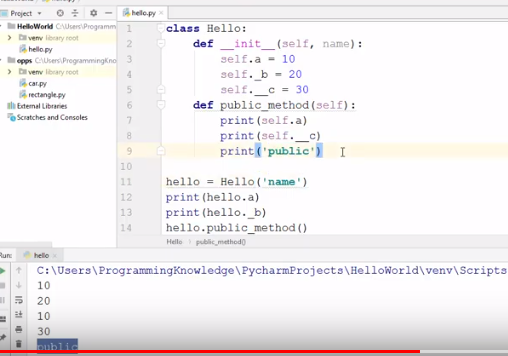 Project
hello.py
HelloWorld C:\Users\Programm
venv library root
hello.py
opps C:\Users\ProgrammingKno
venv library root
car.py
rectangle.py
External Libraries
Scratches and Consoles
1 class Hello:
2 def __init__(self, name):
3 self.a = 10
4 self._b = 20
5 self.__c = 30
6 def public_method(self):
7 print(self.a)
8 print(self.__c)
9 print('public')
10
11 hello = Hello('name')
12 print(hello.a)
13 print(hello._b)
14 hello.public_method()
Hello public_method()
Run: hello
C:\Users\ProgrammingKnowledge\PycharmProjects\HelloWorld\venv\Scripts
10
20
10
30
public